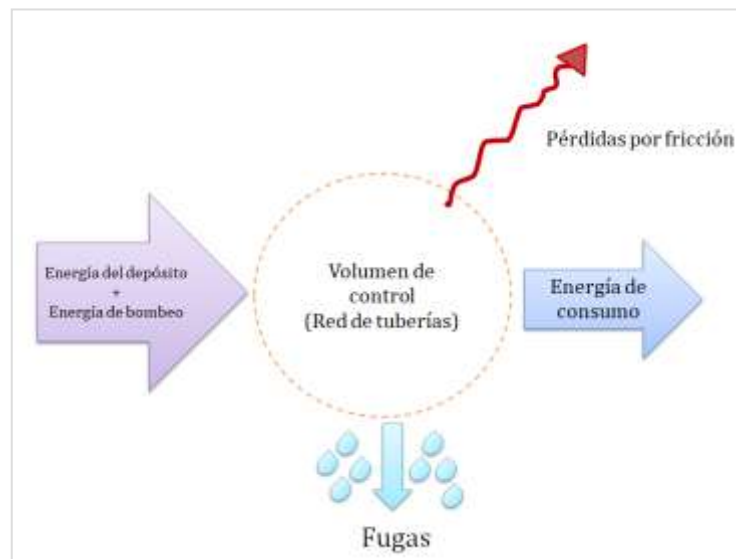 Pérdidas por fricción
Energía del depósito
+
Energía de bombeo
Volumen de
control
(Red de tuberías)
Energía de
consumo
Fugas